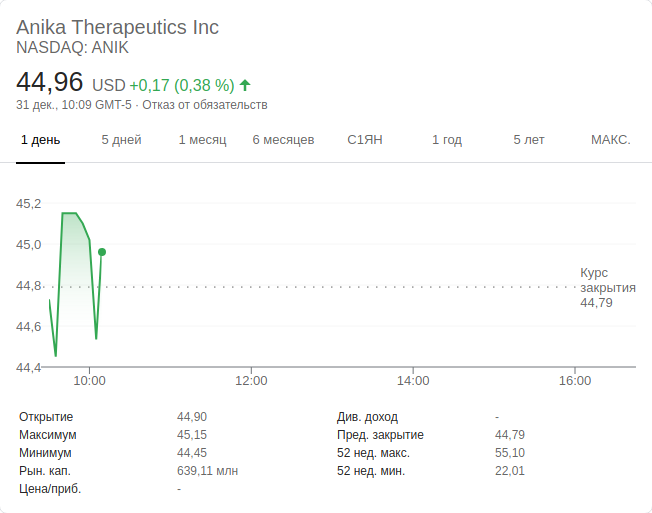 Anika Therapeutics Inc
NASDAQ: ANIK
44,96 USD +0,17 (0,38 %)
31 дек., 10:09 GMT-5 · Отказ от обязательств
1 день 5 дней 1 месяц 6 месяцев С1ЯН 1 год 5 лет МАКС.
45,2
45,0
44,8
44,6
44,4
Курс
закрытия
44,79
10:00 12:00 14:00 16:00
Открытие 44,90 Див. доход -
Максимум 45,15 Пред. закрытие 44,79
Минимум 44,45 52 нед. макс. 55,10
Рын. кап. 639,11 млн 52 нед. мин. 22,01
Цена/приб. -